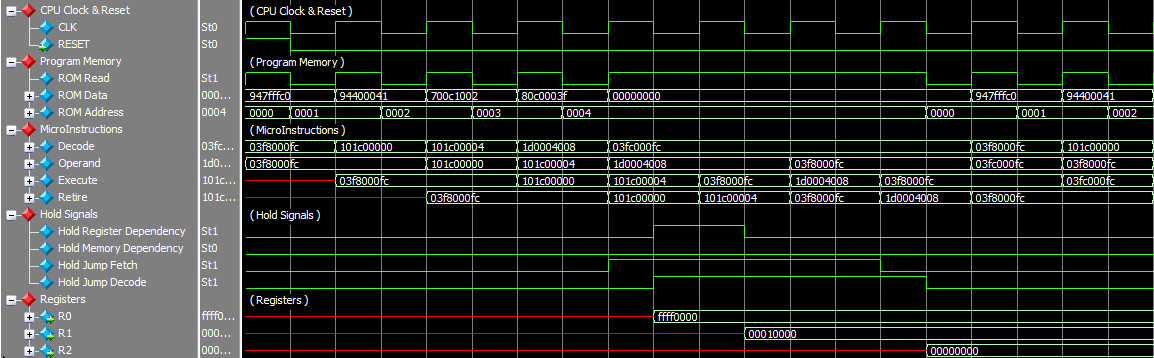 CPU Clock & Reset (CPU Clock & Reset)
CLK St0
RESET St0
Program Memory (Program Memory)
ROM Read St1
ROM Data 000... 947fffc0 94400041 700c1002 80c0003f 00000000 947fffc0 94400041
ROM Address 0004 0000 0001 0002 0003 0004 0000 0001 0002
MicroInstructions (MicroInstructions)
Decode 03fc... 03f8000fc 101c00000 101c00004 1d0004008 03fc000fc 03f8000fc 101c00000
Operand 1d0... 03f8000fc 101c00000 101c00004 1d0004008 03f8000fc 03fc000fc 03f8000fc
Execute 101c... 03f8000fc 101c00000 101c00004 03f8000fc 1d0004008 03f8000fc 03fc000fc
Retire 101c... 03f8000fc 101c00000 101c00004 03f8000fc 1d0004008 03f8000fc
Hold Signals (Hold Signals)
Hold Register Dependency St1
Hold Memory Dependency St0
Hold Jump Fetch St1
Hold Jump Decode St1
Registers (Registers)
R0 ffff0... ffff0000
R1 000... 00010000
R2 000... 00000000